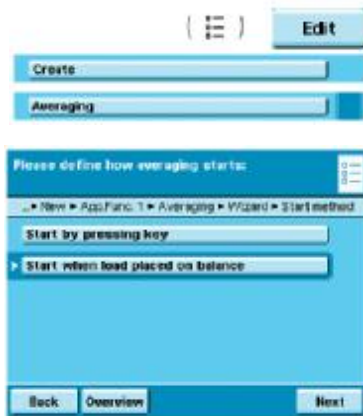 Edit
Create
Averaging
Please define how averaging starts:
...▸ New ▸ App.Func. 1 ▸ Averaging ▸ Wizard ▸ Start method
Start by pressing key
Start when load placed on balance
Back Overview Next